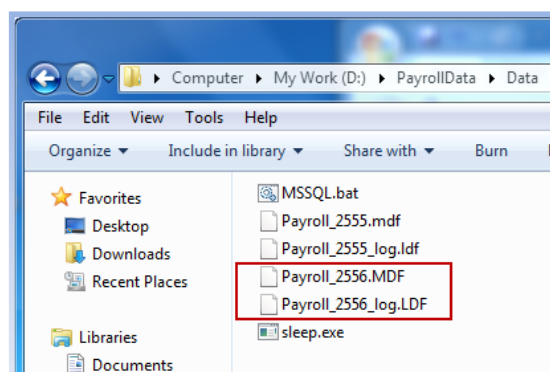 Computer ▸ My Work (D:) ▸ PayrollData ▸ Data
File Edit View Tools Help
Organize ▾ Include in library ▾ Share with ▾ Burn
Favorites
Desktop
Downloads
Recent Places
Libraries
Documents
MSSQL.bat
Payroll_2555.mdf
Payroll_2555_log.ldf
Payroll_2556.MDF
Payroll_2556_log.LDF
sleep.exe